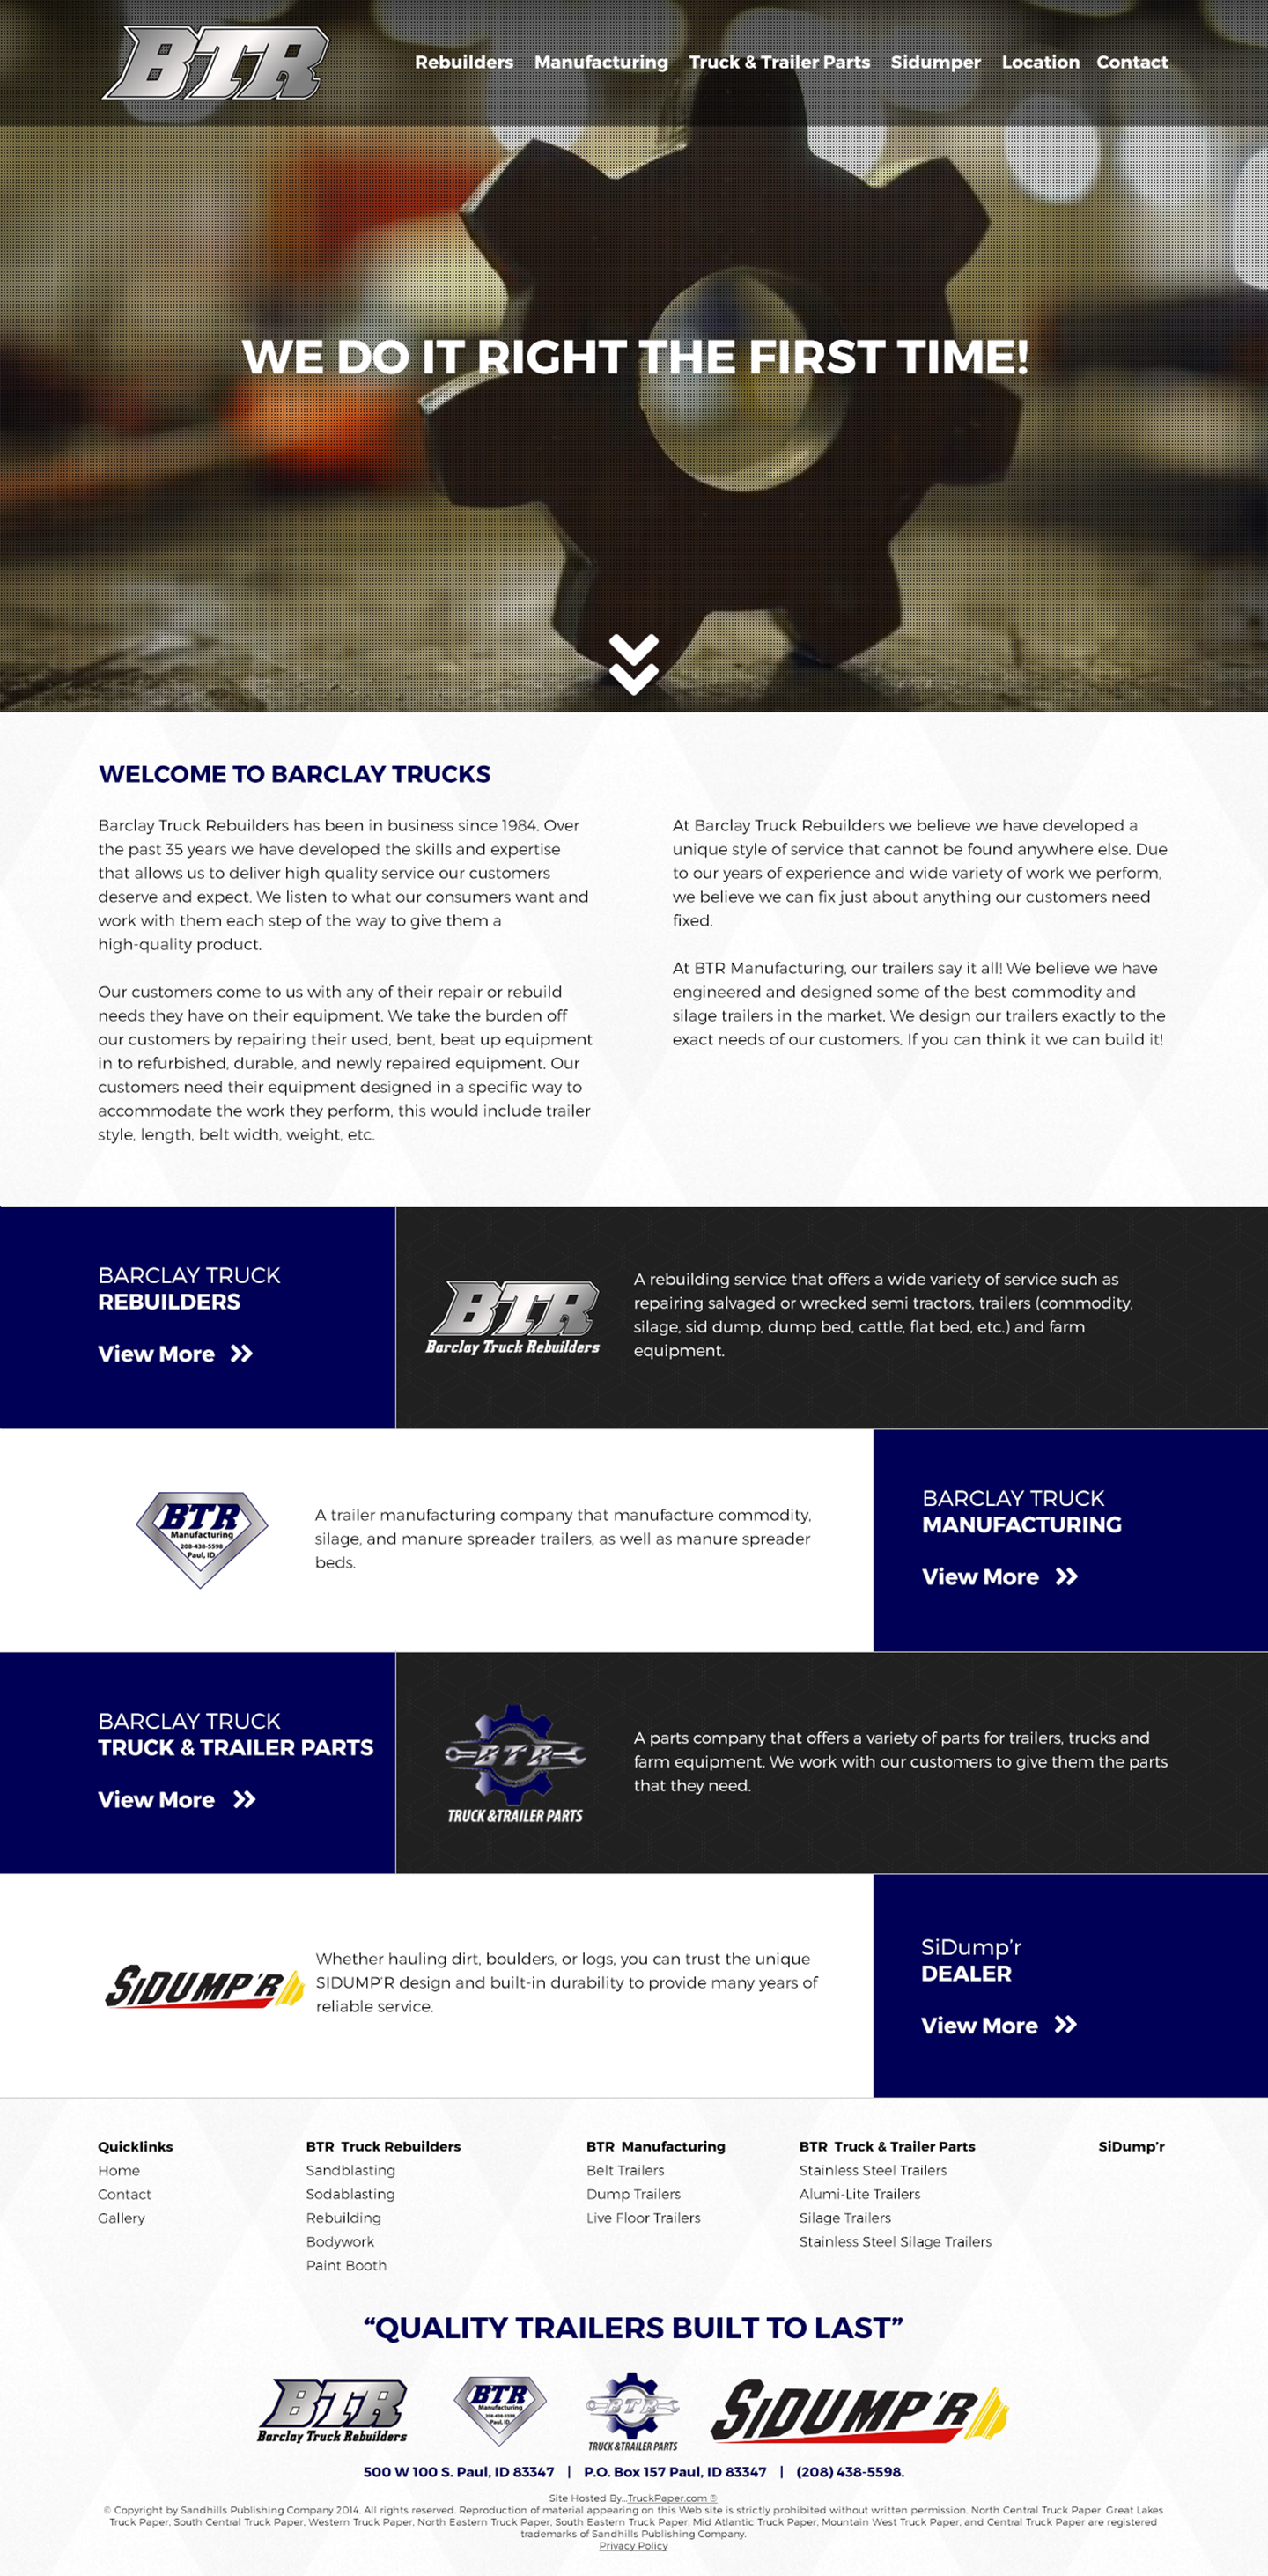 BTR
Rebuilders Manufacturing Truck & Trailer Parts Sidumper Location Contact
WE DO IT RIGHT THE FIRST TIME!
WELCOME TO BARCLAY TRUCKS
Barclay Truck Rebuilders has been in business since 1984. Over
the past 35 years we have developed the skills and expertise
that allows us to deliver high quality service our customers
deserve and expect. We listen to what our consumers want and
work with them each step of the way to give them a
high-quality product.
Our customers come to us with any of their repair or rebuild
needs they have on their equipment. We take the burden off
our customers by repairing their used, bent, beat up equipment
in to refurbished, durable, and newly repaired equipment. Our
customers need their equipment designed in a specific way to
accommodate the work they perform, this would include trailer
style, length, belt width, weight, etc.
At Barclay Truck Rebuilders we believe we have developed a
unique style of service that cannot be found anywhere else. Due
to our years of experience and wide variety of work we perform,
we believe we can fix just about anything our customers need
fixed.
At BTR Manufacturing, our trailers say it all! We believe we have
engineered and designed some of the best commodity and
silage trailers in the market. We design our trailers exactly to the
exact needs of our customers. If you can think it we can build it!
BARCLAY TRUCK
REBUILDERS
View More
BTR
Barclay Truck Rebuilders
A rebuilding service that offers a wide variety of service such as
repairing salvaged or wrecked semi tractors, trailers (commodity,
silage, sid dump, dump bed, cattle, flat bed, etc.) and farm
equipment.
BTR
Manufacturing
208-438-5598
Paul, ID
A trailer manufacturing company that manufacture commodity,
silage, and manure spreader trailers, as well as manure spreader
beds.
BARCLAY TRUCK
MANUFACTURING
View More
BARCLAY TRUCK
TRUCK & TRAILER PARTS
View More
BTR
TRUCK & TRAILER PARTS
A parts company that offers a variety of parts for trailers, trucks and
farm equipment. We work with our customers to give them the parts
that they need.
SIDUMP'R
Whether hauling dirt, boulders, or logs, you can trust the unique
SIDUMP'R design and built-in durability to provide many years of
reliable service.
SiDump'r
DEALER
View More
Quicklinks
Home
Contact
Gallery
BTR Truck Rebuilders
Sandblasting
Sodablasting
Rebuilding
Bodywork
Paint Booth
BTR Manufacturing
Belt Trailers
Dump Trailers
Live Floor Trailers
BTR Truck & Trailer Parts
Stainless Steel Trailers
Alumi-Lite Trailers
Silage Trailers
Stainless Steel Silage Trailers
SiDump'r
“QUALITY TRAILERS BUILT TO LAST”
BTR
Barclay Truck Rebuilders
BTR
Manufacturing
208-438-5598
Paul, ID
BTR
TRUCK & TRAILER PARTS
SIDUMP'R
500 W 100 S. Paul, ID 83347 | P.O. Box 157 Paul, ID 83347 | (208) 438-5598.
Site Hosted By...TruckPaper.com ®
© Copyright by Sandhills Publishing Company 2014. All rights reserved. Reproduction of material appearing on this Web site is strictly prohibited without written permission. North Central Truck Paper, Great Lakes
Truck Paper, South Central Truck Paper, Western Truck Paper, North Eastern Truck Paper, South Eastern Truck Paper, Mid Atlantic Truck Paper, Mountain West Truck Paper, and Central Truck Paper are registered
trademarks of Sandhills Publishing Company.
Privacy Policy